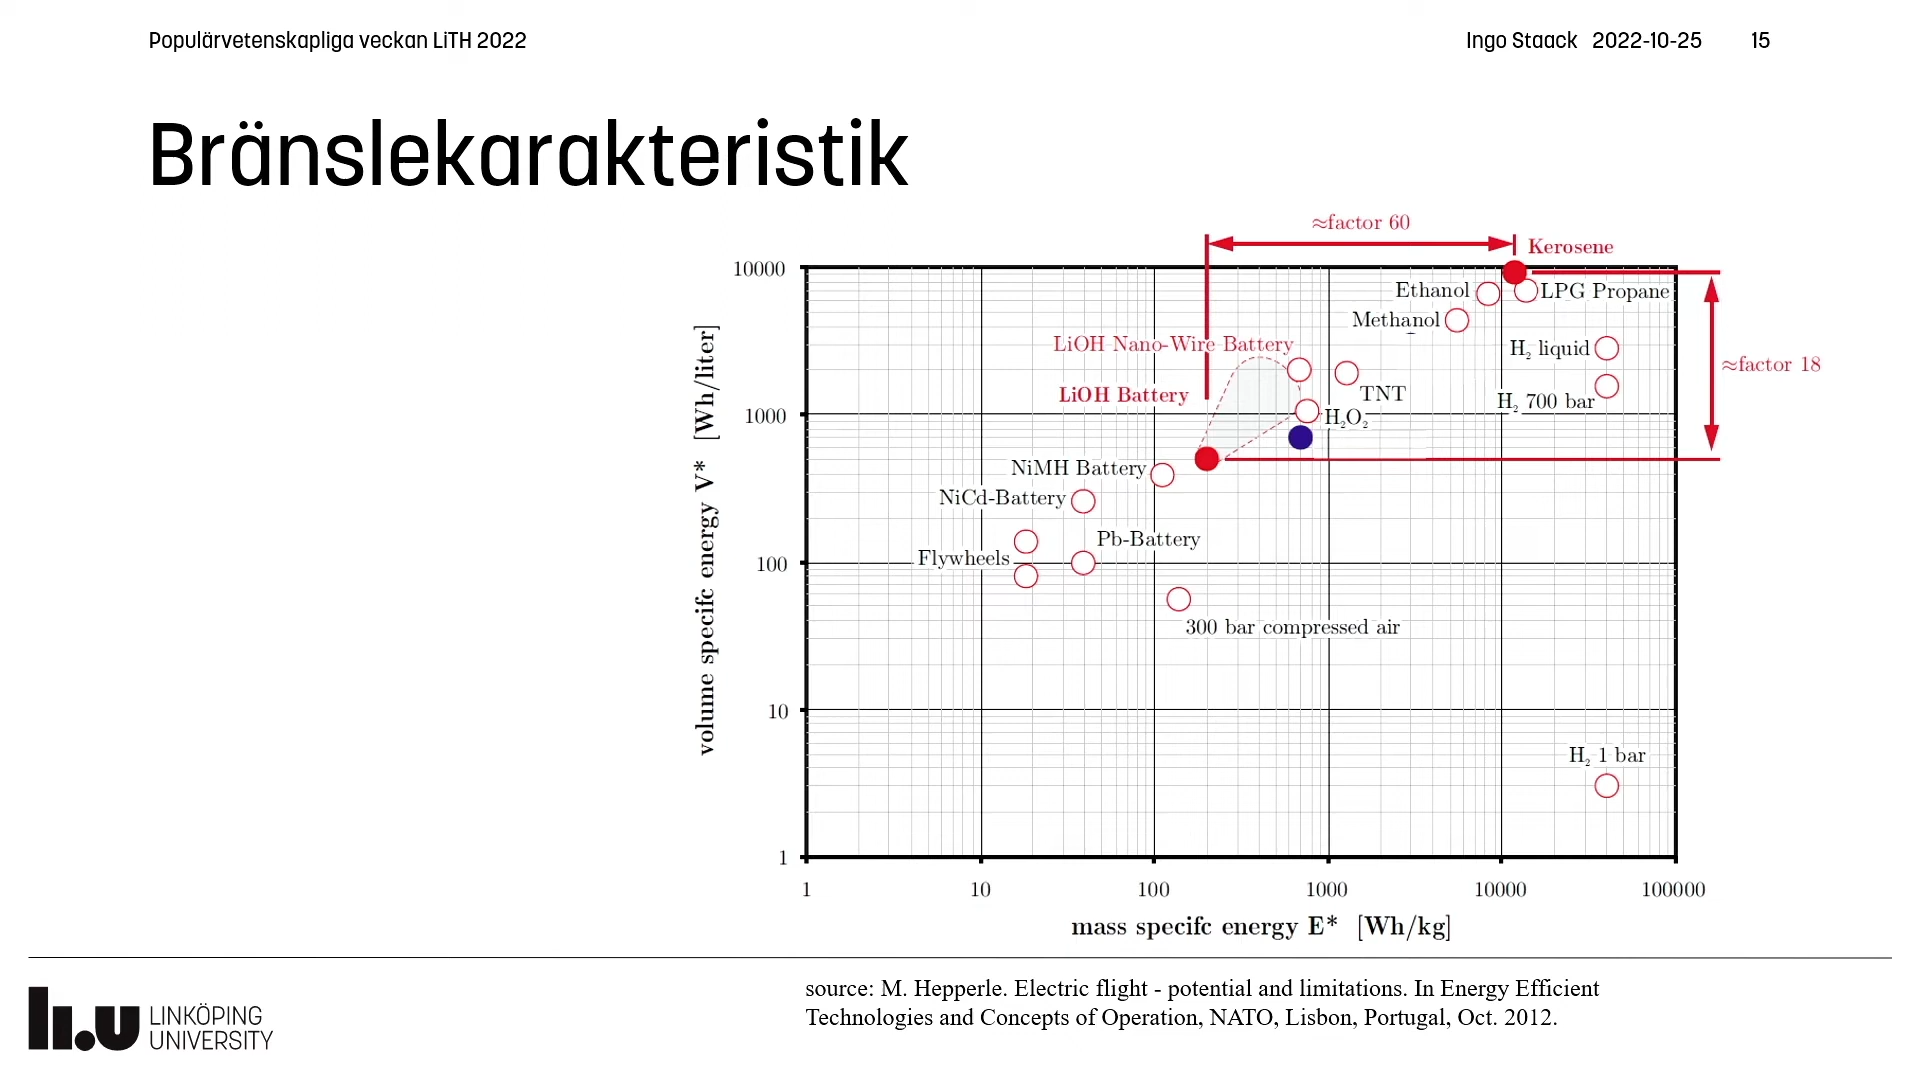 Populärvetenskapliga veckan LiTH 2022
Ingo Staack 2022-10-25 15
Bränslekarakteristik
≈factor 60
Kerosene
10000
Ethanol
LPG Propane
Methanol
LiOH Nano-Wire Battery
H₂ liquid
≈factor 18
LiOH Battery
TNT
H₂ 700 bar
1000
H₂O₂
NiMH Battery
NiCd-Battery
Pb-Battery
Flywheels
100
300 bar compressed air
10
H₂ 1 bar
1
volume specifc energy V* [Wh/liter]
1 10 100 1000 10000 100000
mass specifc energy E* [Wh/kg]
source: M. Hepperle. Electric flight - potential and limitations. In Energy Efficient
Technologies and Concepts of Operation, NATO, Lisbon, Portugal, Oct. 2012.
li.u LINKÖPING
UNIVERSITY